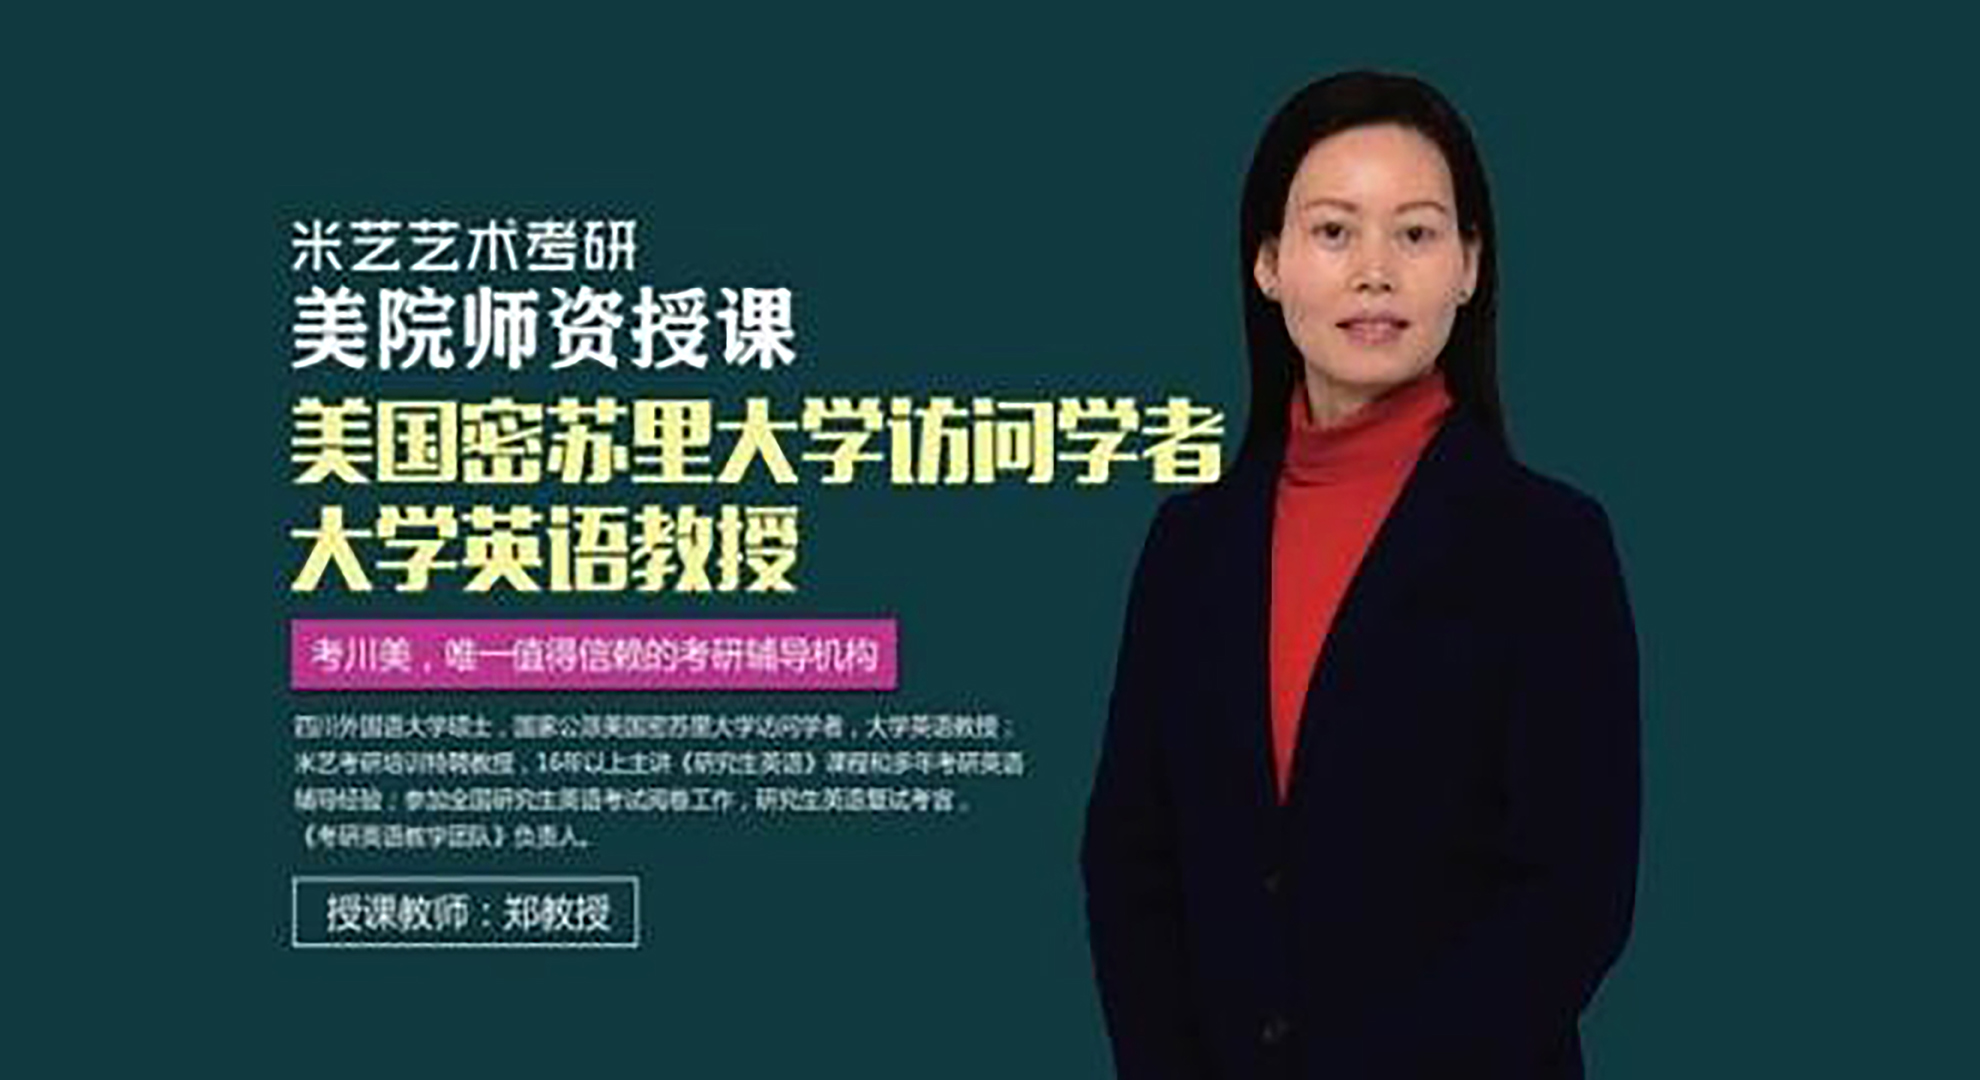 米艺艺术考研
美院师资授课
美国密苏里大学访问学者
大学英语教授
考川美，唯一值得信赖的考研辅导机构
四川外国语大学硕士，国家公派美国密苏里大学访问学者，大学英语教授；
米艺考研培训特聘教授，16年以上主讲《研究生英语》课程和多年考研英语
辅导经验；参加全国研究生英语考试阅卷工作，研究生英语复试考官。
《考研英语教学团队》负责人。
授课教师：郑教授